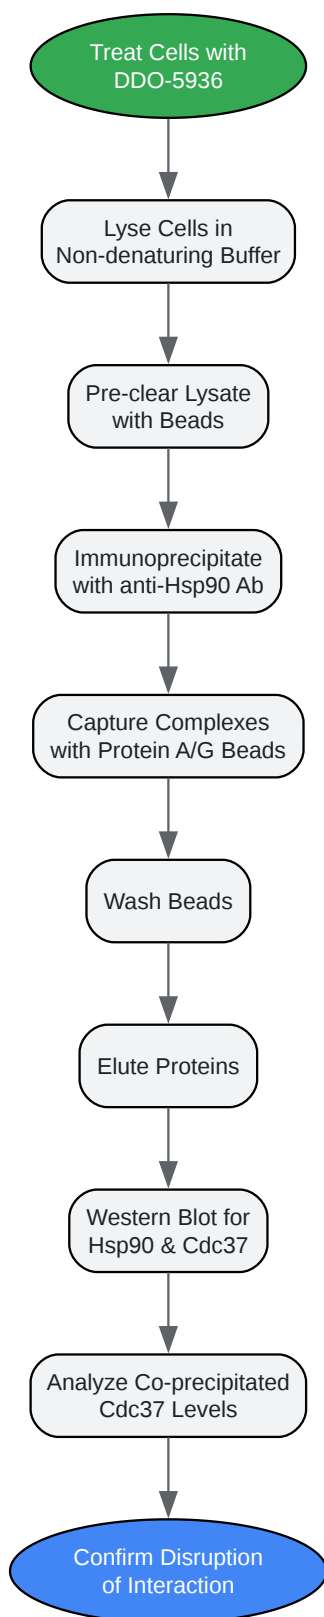 Treat Cells with
DDO-5936
Lyse Cells in
Non-denaturing Buffer
Pre-clear Lysate
with Beads
Immunoprecipitate
with anti-Hsp90 Ab
Capture Complexes
with Protein A/G Beads
Wash Beads
Elute Proteins
Western Blot for
Hsp90 & Cdc37
Analyze Co-precipitated
Cdc37 Levels
Confirm Disruption
of Interaction